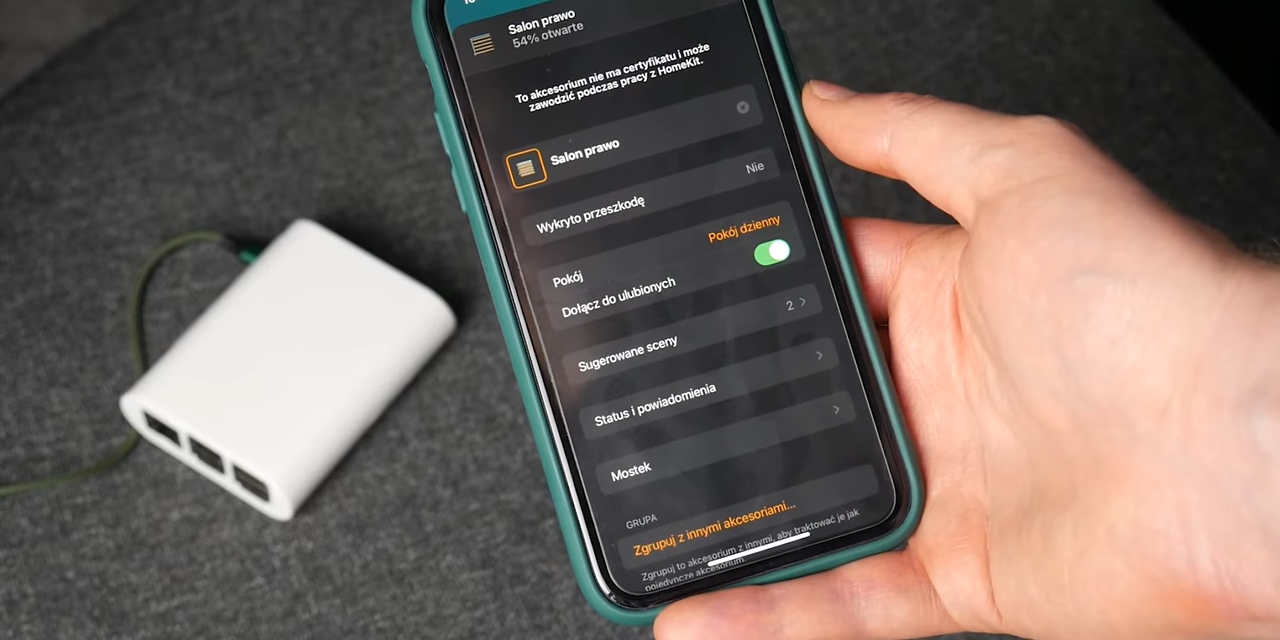 Salon prawo
54% otwarte
To akcesorium nie ma certyfikatu i może
zawodzić podczas pracy z HomeKit.
Salon prawo
Wykryto przeszkodę Nie
Pokój Pokój dzienny
Dołącz do ulubionych
Sugerowane sceny 2
Status i powiadomienia
Mostek
GRUPA
Zgrupuj z innymi akcesoriami...
Zgrupuj to akcesorium z innymi, aby traktować je jak
pojedyncze akcesorium.